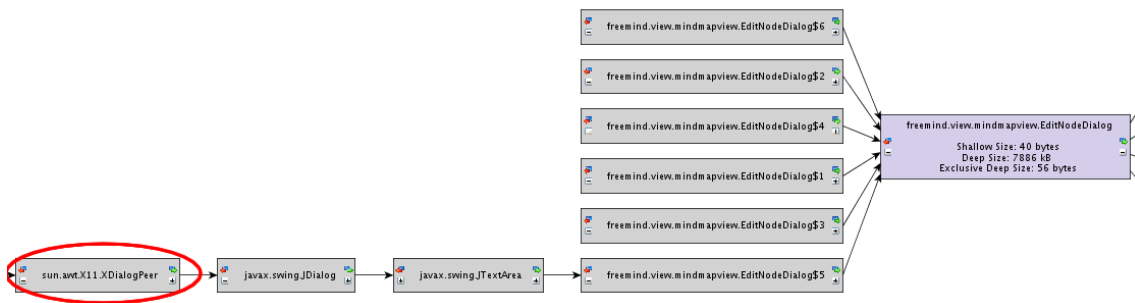 freemind.view.mindmapview.EditNodeDialog$6
freemind.view.mindmapview.EditNodeDialog$2
freemind.view.mindmapview.EditNodeDialog$4
freemind.view.mindmapview.EditNodeDialog
Shallow Size: 40 bytes
Deep Size: 7886 kB
Exclusive Deep Size: 56 bytes
freemind.view.mindmapview.EditNodeDialog$1
freemind.view.mindmapview.EditNodeDialog$3
sun.awt.X11.XDialogPeer
javax.swing.JDialog
javax.swing.JTextArea
freemind.view.mindmapview.EditNodeDialog$5